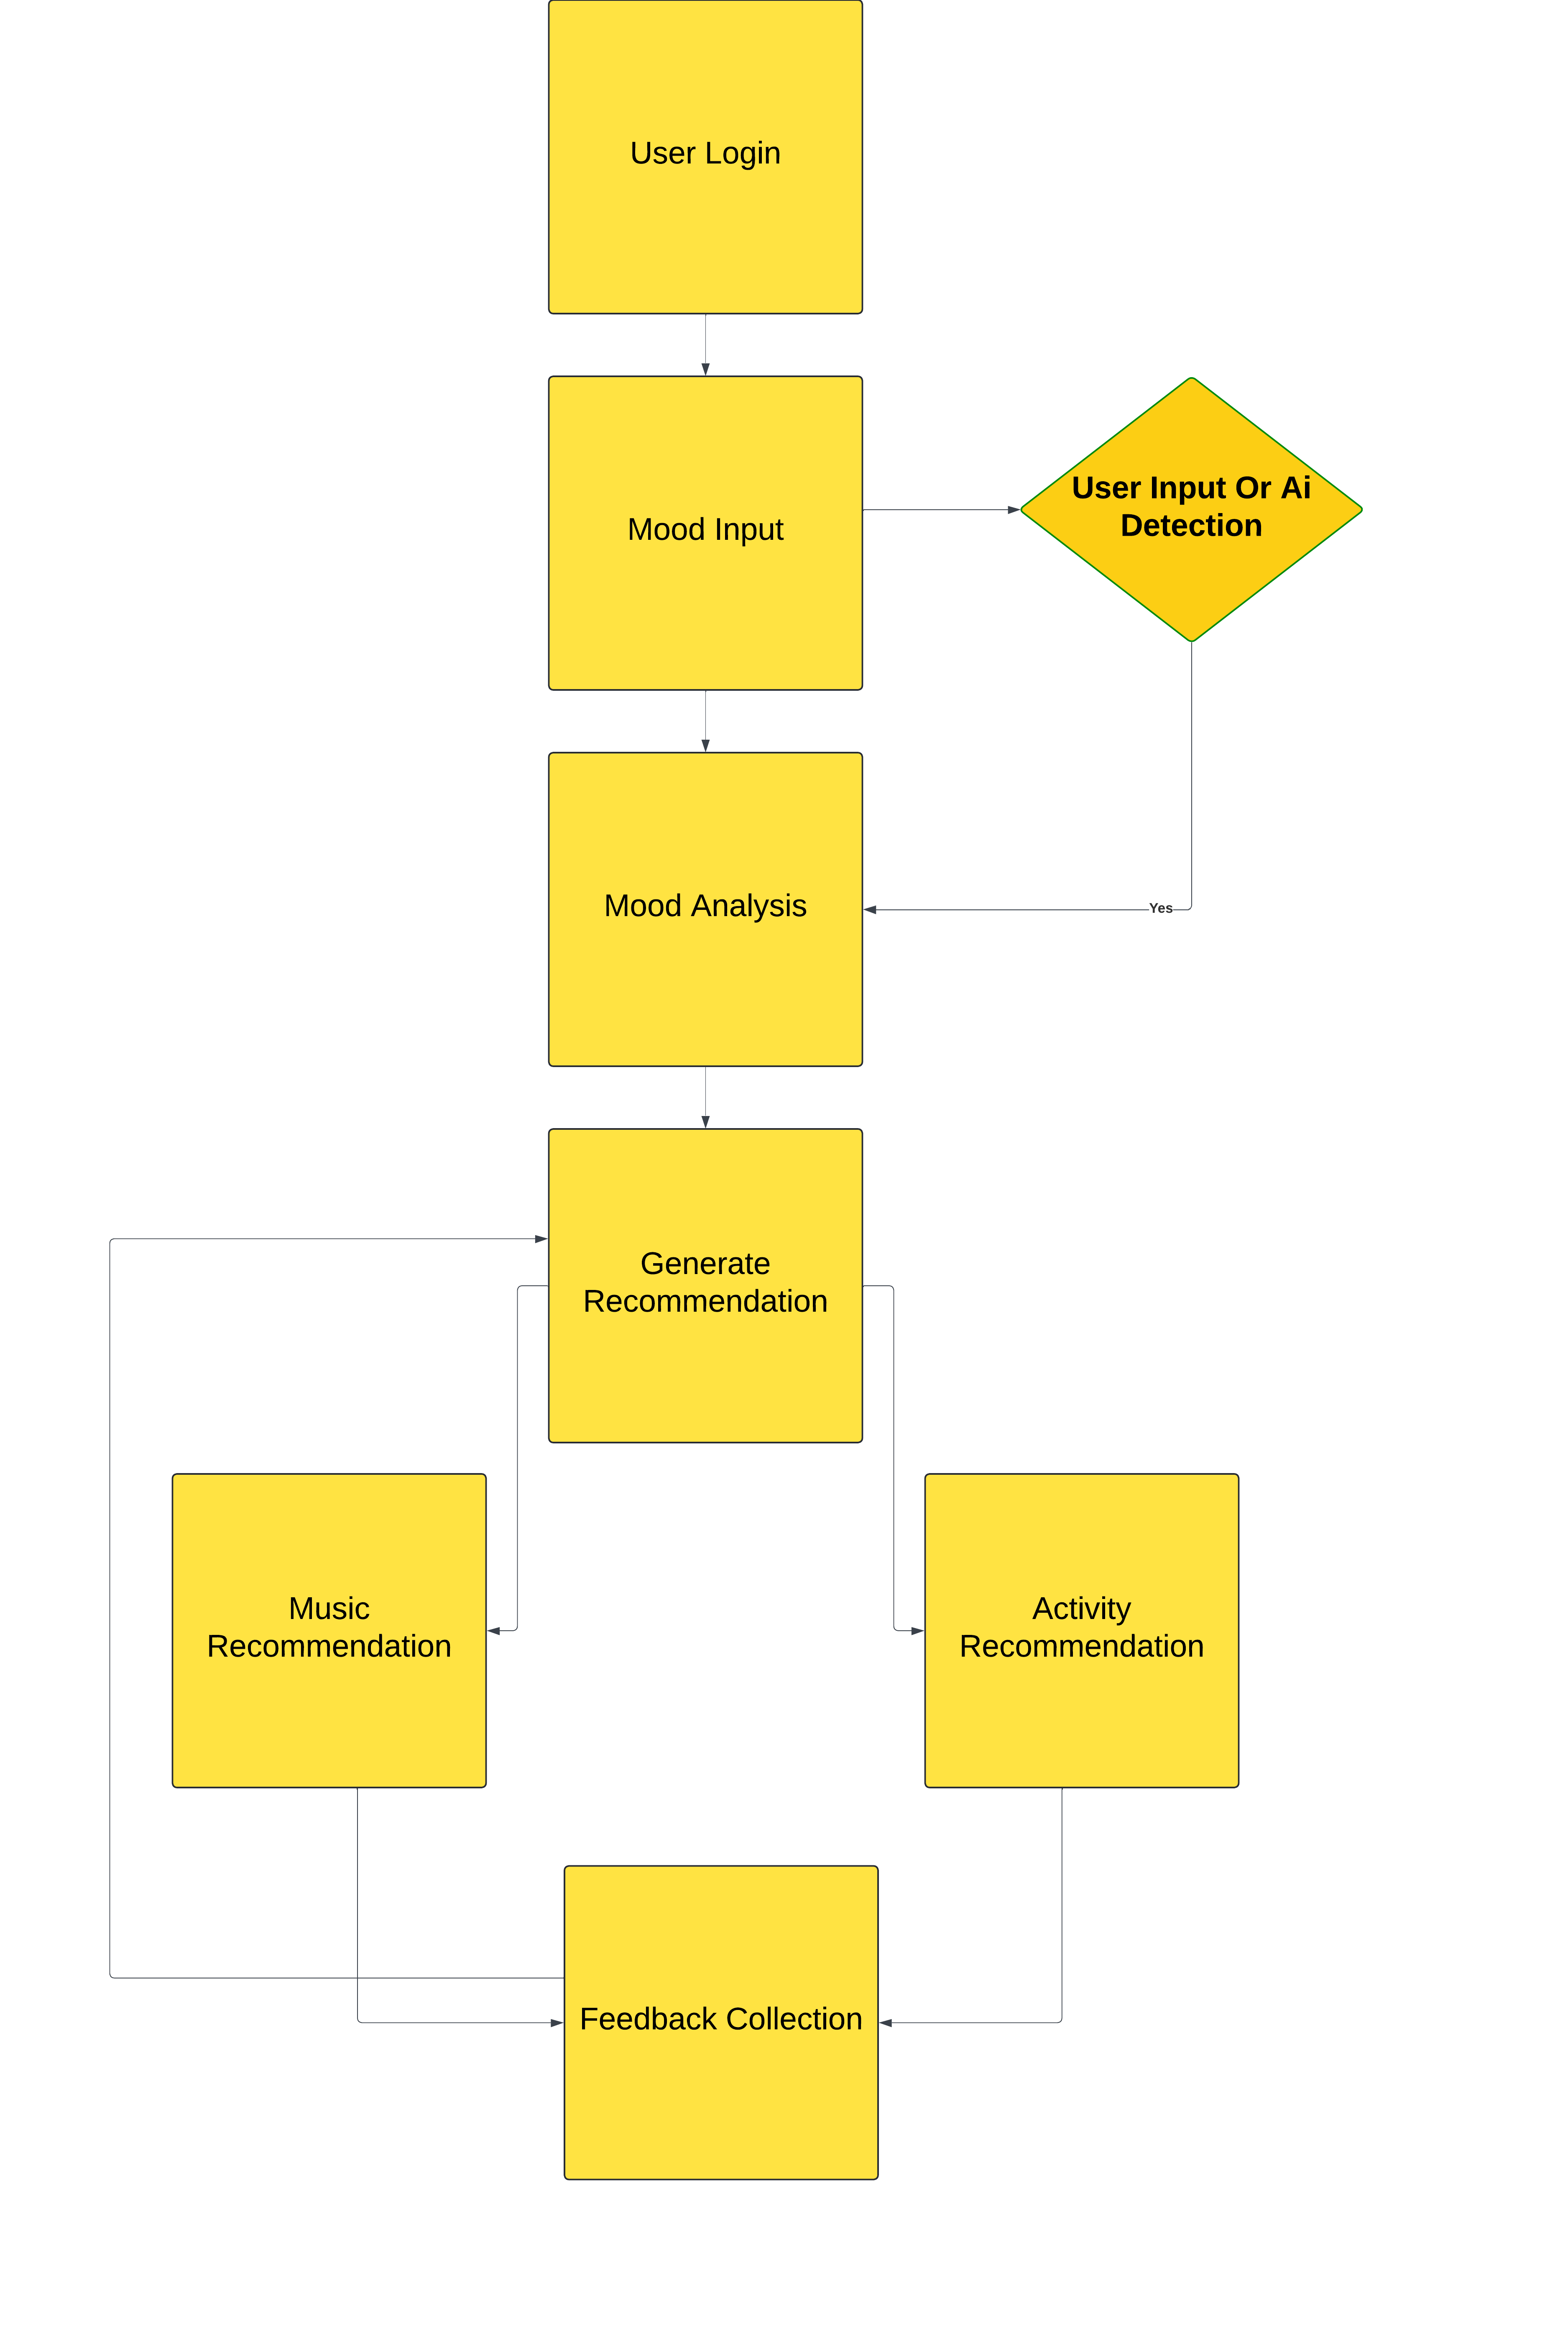 User Login
Mood Input
User Input Or Ai
Detection
Mood Analysis
Yes
Generate
Recommendation
Music
Recommendation
Activity
Recommendation
Feedback Collection